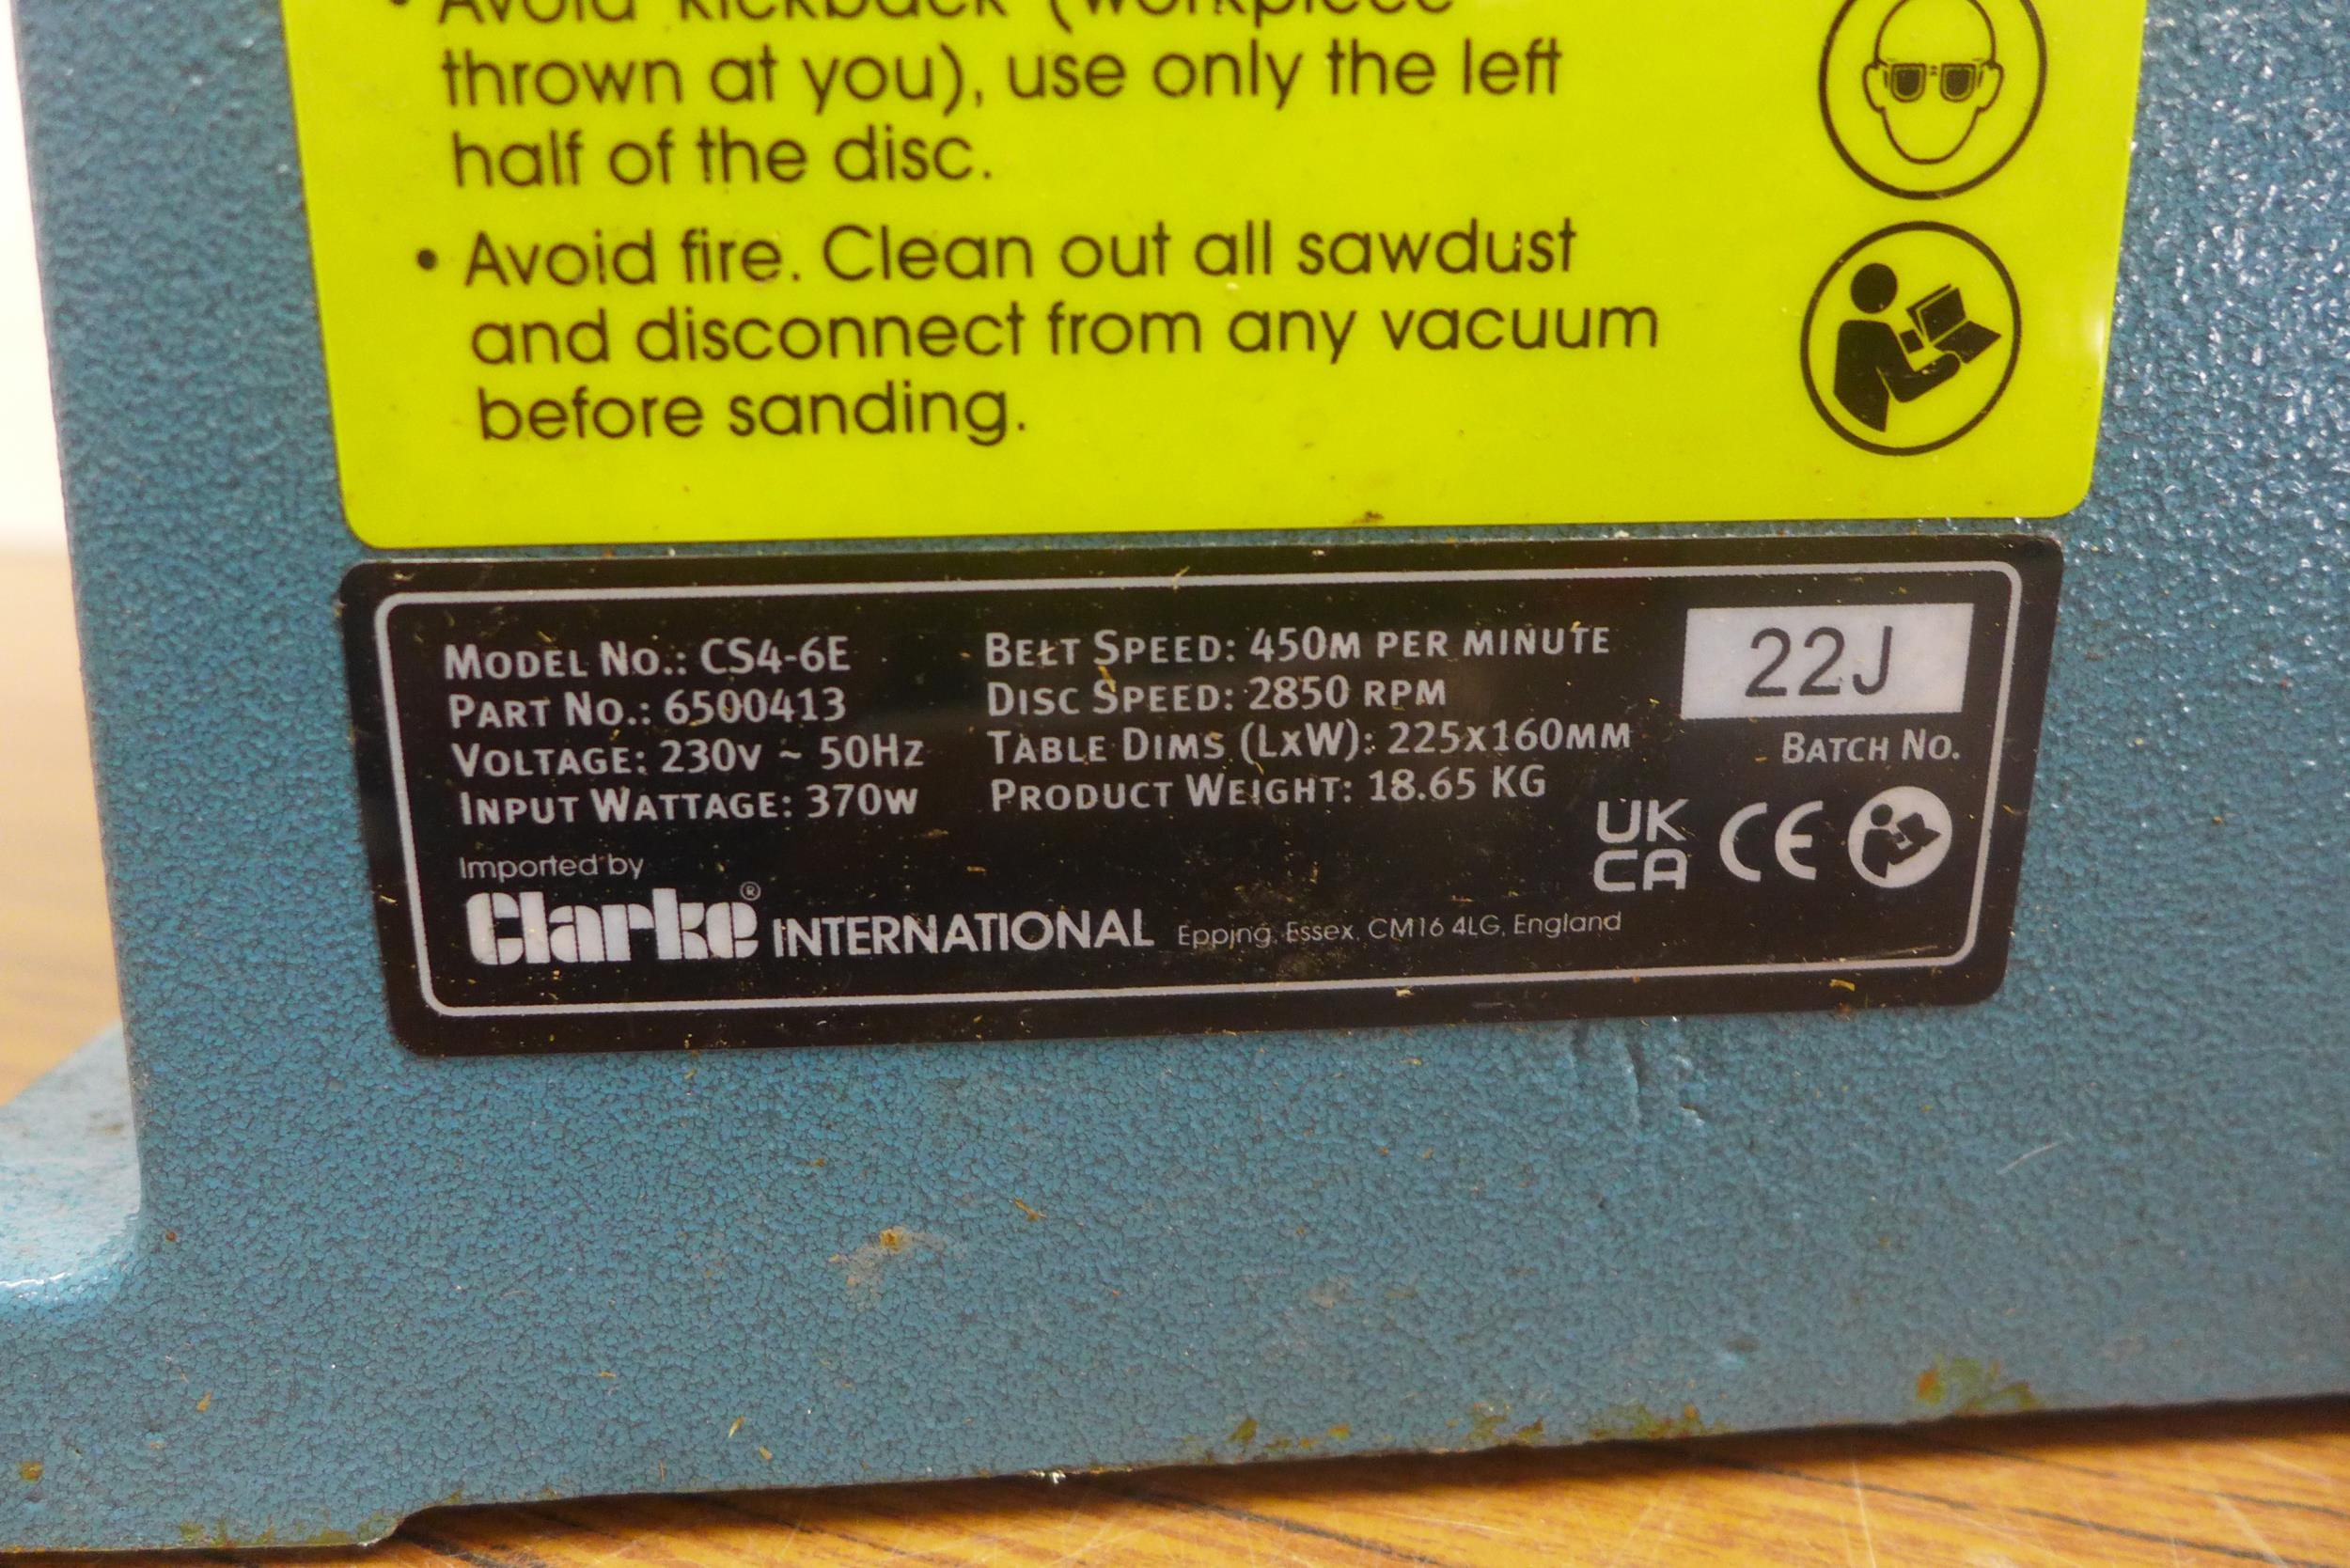 • Avoid kickback (workpiece
thrown at you), use only the left
half of the disc.
• Avoid fire. Clean out all sawdust
and disconnect from any vacuum
before sanding.
MODEL NO.: CS4-6E
PART NO.: 6500413
VOLTAGE: 230V ~ 50HZ
INPUT WATTAGE: 370W
BELT SPEED: 450M PER MINUTE
DISC SPEED: 2850 RPM
TABLE DIMS (LXW): 225X160MM
PRODUCT WEIGHT: 18.65 KG
22J
BATCH NO.
UK
CA CE
Imported by
Clarke® INTERNATIONAL Epping, Essex, CM16 4LG, England